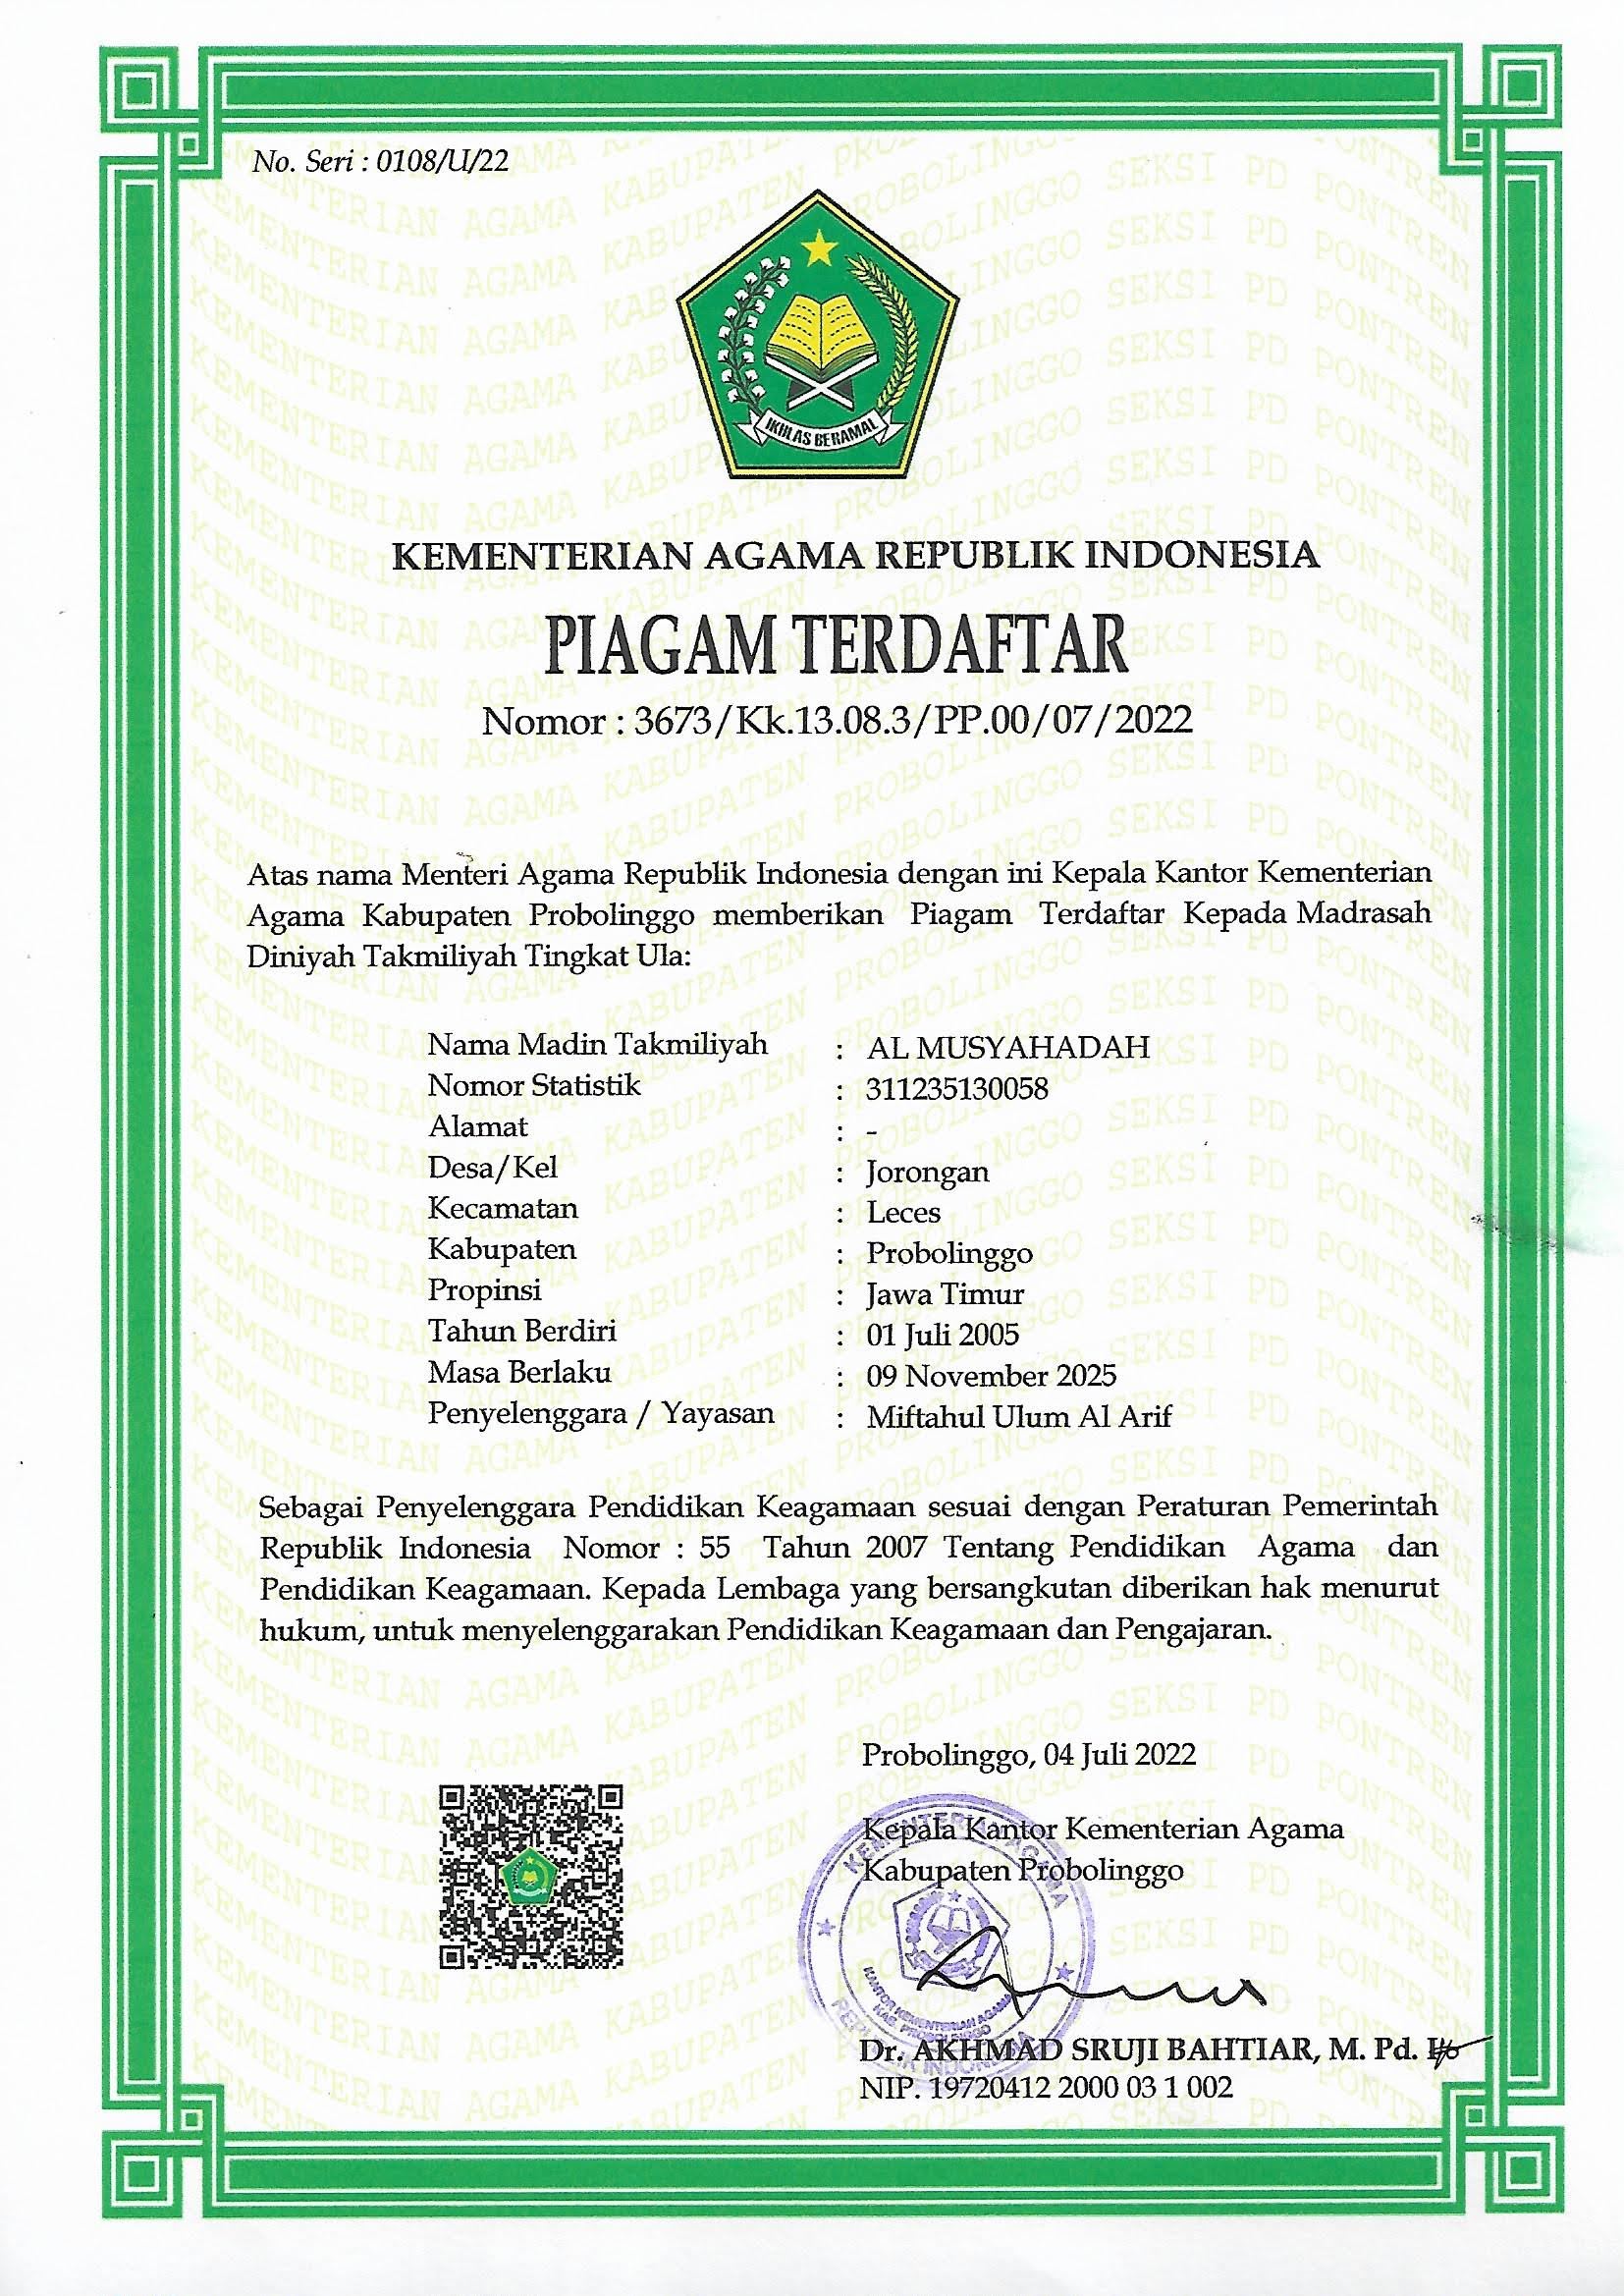 No. Seri : 0108/U/22
IKHLAS BERAMAL
KEMENTERIAN AGAMA REPUBLIK INDONESIA
PIAGAM TERDAFTAR
Nomor : 3673/Kk.13.08.3/PP.00/07/2022
Atas nama Menteri Agama Republik Indonesia dengan ini Kepala Kantor Kementerian
Agama Kabupaten Probolinggo memberikan Piagam Terdaftar Kepada Madrasah
Diniyah Takmiliyah Tingkat Ula:
Nama Madin Takmiliyah : AL MUSYAHADAH
Nomor Statistik : 311235130058
Alamat : -
Desa/Kel : Jorongan
Kecamatan : Leces
Kabupaten : Probolinggo
Propinsi : Jawa Timur
Tahun Berdiri : 01 Juli 2005
Masa Berlaku : 09 November 2025
Penyelenggara / Yayasan : Miftahul Ulum Al Arif
Sebagai Penyelenggara Pendidikan Keagamaan sesuai dengan Peraturan Pemerintah
Republik Indonesia Nomor : 55 Tahun 2007 Tentang Pendidikan Agama dan
Pendidikan Keagamaan. Kepada Lembaga yang bersangkutan diberikan hak menurut
hukum, untuk menyelenggarakan Pendidikan Keagamaan dan Pengajaran.
Probolinggo, 04 Juli 2022
Kepala Kantor Kementerian Agama
Kabupaten Probolinggo
KEMENTERIAN AGAMA
KANTOR KEMENTERIAN AGAMA
KAB. PROBOLINGGO
REPUBLIK INDONESIA
Dr. AKHMAD SRUJI BAHTIAR, M. Pd. I
NIP. 19720412 2000 03 1 002
KEMENTERIAN AGAMA KABUPATEN PROBOLINGGO SEKSI PD PONTREN